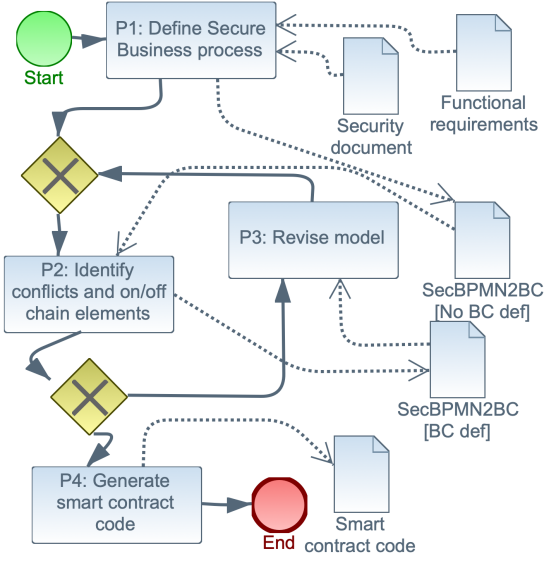 P1: Define Secure
Business process
Start
Functional
requirements
Security
document
P3: Revise model
P2: Identify
conflicts and on/off
chain elements
SecBPMN2BC
[No BC def]
SecBPMN2BC
[BC def]
P4: Generate
smart contract
code
End
Smart
contract code